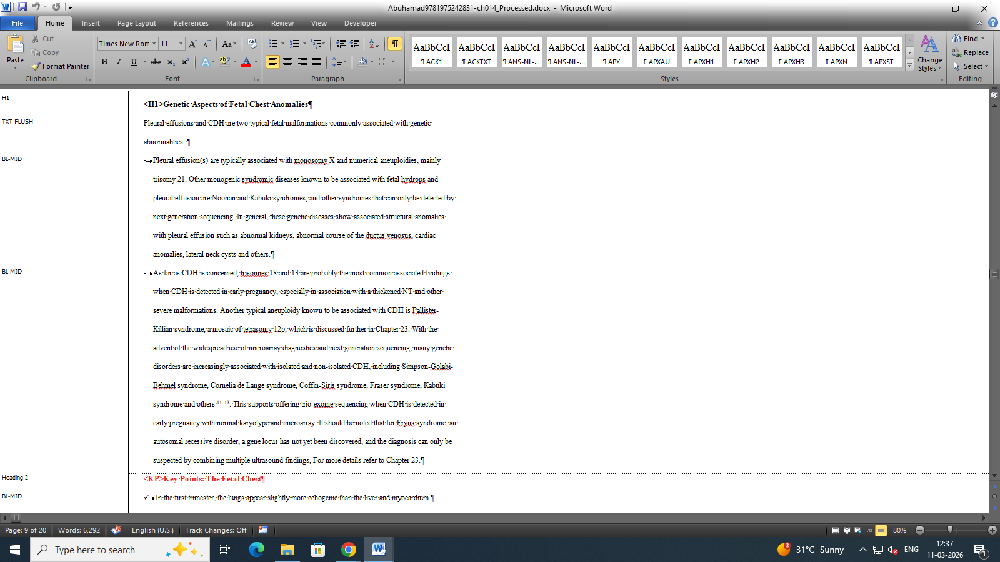 Abuhamad9781975242831-ch014_Processed.docx - Microsoft Word
File Home Insert Page Layout References Mailings Review View Developer
Paste
Cut
Copy
Format Painter
Clipboard
Times New Rom 11
Font
Paragraph
AaBbCcI AaBbCcI AaBbCcI AaBbCcI AaBbCcI AaBbCcI AaBbCcI AaBbCcI AaBbCcI AaBbCcI AaBbCcI
¶ ACK1 ¶ ACKTXT ¶ ANS-NL-... ¶ ANS-NL-... ¶ APX ¶ APXAU ¶ APXH1 ¶ APXH2 ¶ APXH3 ¶ APXN ¶ APXST
Styles
Change Styles
Find
Replace
Select
Editing
H1
<H1>Genetic Aspects of Fetal Chest Anomalies¶
TXT-FLUSH
Pleural effusions and CDH are two typical fetal malformations commonly associated with genetic
abnormalities. ¶
BL-MID
-Pleural effusion(s) are typically associated with monosomy X and numerical aneuploidies, mainly
trisomy 21. Other monogenic syndromic diseases known to be associated with fetal hydrops and
pleural effusion are Noonan and Kabuki syndromes, and other syndromes that can only be detected by
next generation sequencing. In general, these genetic diseases show associated structural anomalies
with pleural effusion such as abnormal kidneys, abnormal course of the ductus venosus, cardiac
anomalies, lateral neck cysts and others.¶
BL-MID
-As far as CDH is concerned, trisomies 18 and 13 are probably the most common associated findings
when CDH is detected in early pregnancy, especially in association with a thickened NT and other
severe malformations. Another typical aneuploidy known to be associated with CDH is Pallister-
Killian syndrome, a mosaic of tetrasomy 12p, which is discussed further in Chapter 23. With the
advent of the widespread use of microarray diagnostics and next generation sequencing, many genetic
disorders are increasingly associated with isolated and non-isolated CDH, including Simpson-Golabi-
Behmel syndrome, Cornelia de Lange syndrome, Coffin-Siris syndrome, Fraser syndrome, Kabuki
syndrome and others 11–13. This supports offering trio-exome sequencing when CDH is detected in
early pregnancy with normal karyotype and microarray. It should be noted that for Fryns syndrome, an
autosomal recessive disorder, a gene locus has not yet been discovered, and the diagnosis can only be
suspected by combining multiple ultrasound findings, For more details refer to Chapter 23.¶
Heading 2
<KP>Key Points: The Fetal Chest¶
BL-MID
✓ In the first trimester, the lungs appear slightly more echogenic than the liver and myocardium.¶
Page: 9 of 20 Words: 6,292 English (U.S.) Track Changes: Off 80%
Type here to search
3
31°C Sunny
ENG
12:37
11-03-2026
1